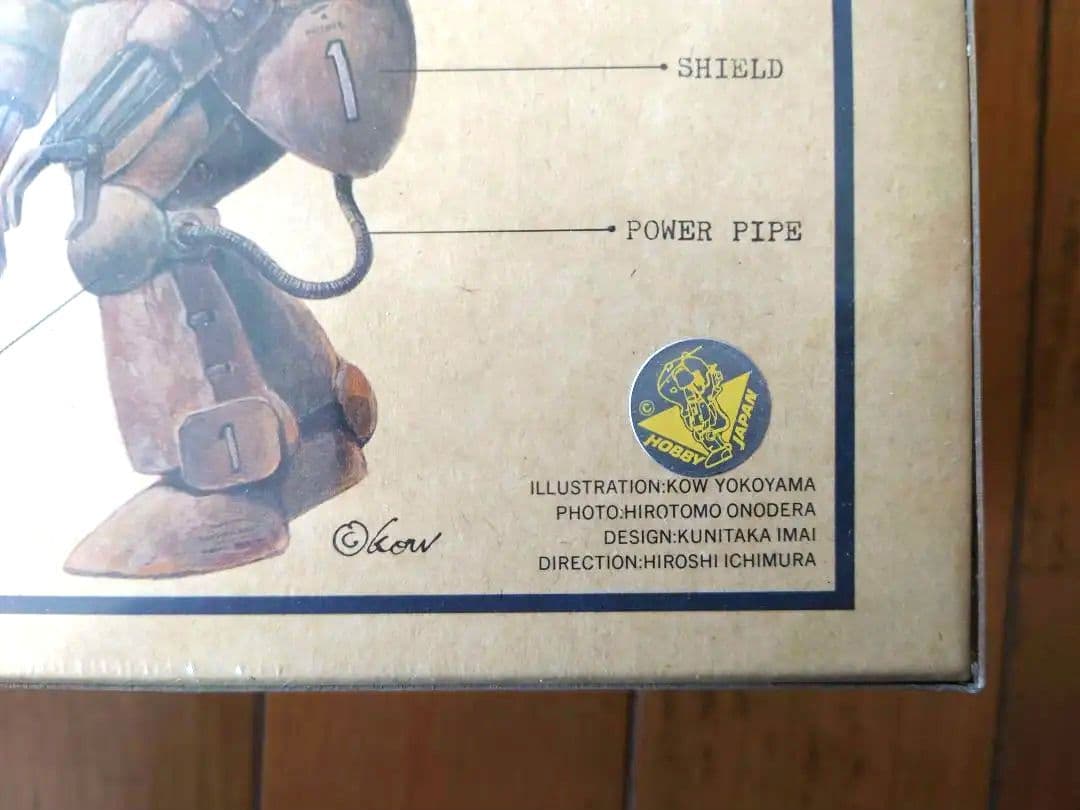 1
SHIELD
POWER PIPE
1
©
HOBBY JAPAN
ILLUSTRATION:KOW YOKOYAMA
PHOTO:HIROTOMO ONODERA
DESIGN:KUNITAKA IMAI
DIRECTION:HIROSHI ICHIMURA
©Kow